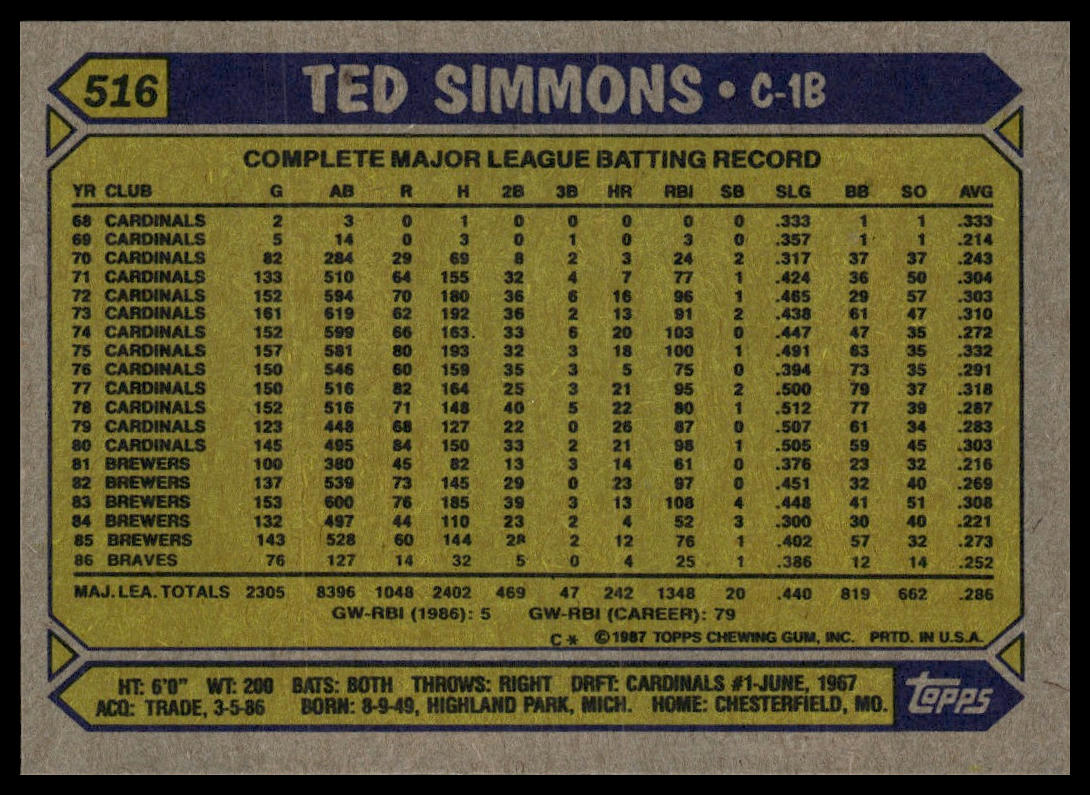 516 TED SIMMONS • C-1B
COMPLETE MAJOR LEAGUE BATTING RECORD
YR CLUB G AB R H 2B 3B HR RBI SB SLG BB SO AVG
68 CARDINALS 2 3 0 1 0 0 0 0 0 .333 1 1 .333
69 CARDINALS 5 14 0 3 0 1 0 3 0 .357 1 1 .214
70 CARDINALS 82 284 29 69 8 2 3 24 2 .317 37 37 .243
71 CARDINALS 133 510 64 155 32 4 7 77 1 .424 36 50 .304
72 CARDINALS 152 594 70 180 36 6 16 96 1 .465 29 57 .303
73 CARDINALS 161 619 62 192 36 2 13 91 2 .438 61 47 .310
74 CARDINALS 152 599 66 163. 33 6 20 103 0 .447 47 35 .272
75 CARDINALS 157 581 80 193 32 3 18 100 1 .491 63 35 .332
76 CARDINALS 150 546 60 159 35 3 5 75 0 .394 73 35 .291
77 CARDINALS 150 516 82 164 25 3 21 95 2 .500 79 37 .318
78 CARDINALS 152 516 71 148 40 5 22 80 1 .512 77 39 .287
79 CARDINALS 123 448 68 127 22 0 26 87 0 .507 61 34 .283
80 CARDINALS 145 495 84 150 33 2 21 98 1 .505 59 45 .303
81 BREWERS 100 380 45 82 13 3 14 61 0 .376 23 32 .216
82 BREWERS 137 539 73 145 29 0 23 97 0 .451 32 40 .269
83 BREWERS 153 600 76 185 39 3 13 108 4 .448 41 51 .308
84 BREWERS 132 497 44 110 23 2 4 52 3 .300 30 40 .221
85 BREWERS 143 528 60 144 28 2 12 76 1 .402 57 32 .273
86 BRAVES 76 127 14 32 5 0 4 25 1 .386 12 14 .252
MAJ. LEA. TOTALS 2305 8396 1048 2402 469 47 242 1348 20 .440 819 662 .286
GW-RBI (1986): 5 GW-RBI (CAREER): 79
C* ©1987 TOPPS CHEWING GUM, INC. PRTD. IN U.S.A.
HT: 6'0" WT: 200 BATS: BOTH THROWS: RIGHT DRFT: CARDINALS #1-JUNE, 1967
ACQ: TRADE, 3-5-86 BORN: 8-9-49, HIGHLAND PARK, MICH. HOME: CHESTERFIELD, MO.
TOPPS